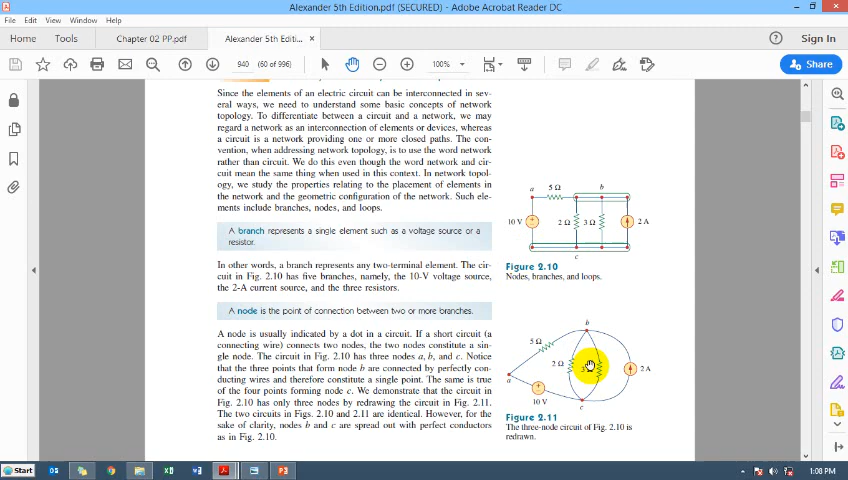 Alexander 5th Edition.pdf (SECURED) - Adobe Acrobat Reader DC
File Edit View Window Help
Home Tools Chapter 02 PP.pdf Alexander 5th Editi... × Sign In
940 (60 of 996) 100% Share
Since the elements of an electric circuit can be interconnected in sev-
eral ways, we need to understand some basic concepts of network
topology. To differentiate between a circuit and a network, we may
regard a network as an interconnection of elements or devices, whereas
a circuit is a network providing one or more closed paths. The con-
vention, when addressing network topology, is to use the word network
rather than circuit. We do this even though the word network and cir-
cuit mean the same thing when used in this context. In network topol-
ogy, we study the properties relating to the placement of elements in
the network and the geometric configuration of the network. Such ele-
ments include branches, nodes, and loops.
A branch represents a single element such as a voltage source or a
resistor.
In other words, a branch represents any two-terminal element. The cir-
cuit in Fig. 2.10 has five branches, namely, the 10-V voltage source,
the 2-A current source, and the three resistors.
A node is the point of connection between two or more branches.
A node is usually indicated by a dot in a circuit. If a short circuit (a
connecting wire) connects two nodes, the two nodes constitute a sin-
gle node. The circuit in Fig. 2.10 has three nodes a, b, and c. Notice
that the three points that form node b are connected by perfectly con-
ducting wires and therefore constitute a single point. The same is true
of the four points forming node c. We demonstrate that the circuit in
Fig. 2.10 has only three nodes by redrawing the circuit in Fig. 2.11.
The two circuits in Figs. 2.10 and 2.11 are identical. However, for the
sake of clarity, nodes b and c are spread out with perfect conductors
as in Fig. 2.10.
a 5 Ω b
10 V 2 Ω 3 Ω 2 A
c
Figure 2.10
Nodes, branches, and loops.
b
5 Ω
2 Ω 3 2 A
a
10 V c
Figure 2.11
The three-node circuit of Fig. 2.10 is
redrawn.
Start 1:08 PM